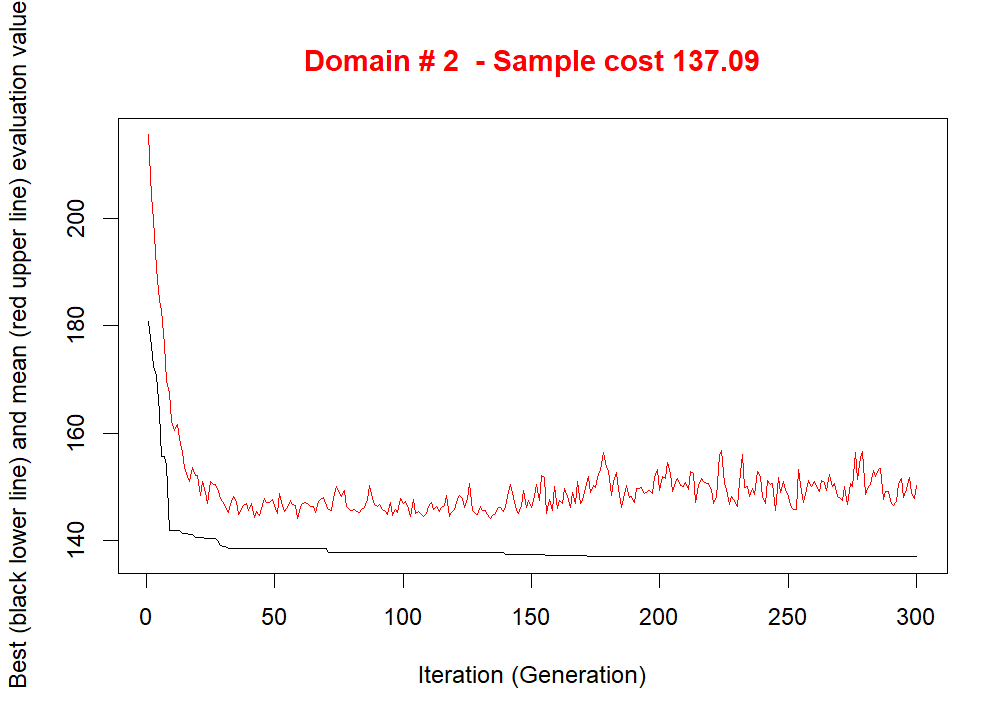 Domain # 2  - Sample cost 137.09
Best (black lower line) and mean (red upper line) evaluation value
200
180
160
140
0 50 100 150 200 250 300
Iteration (Generation)